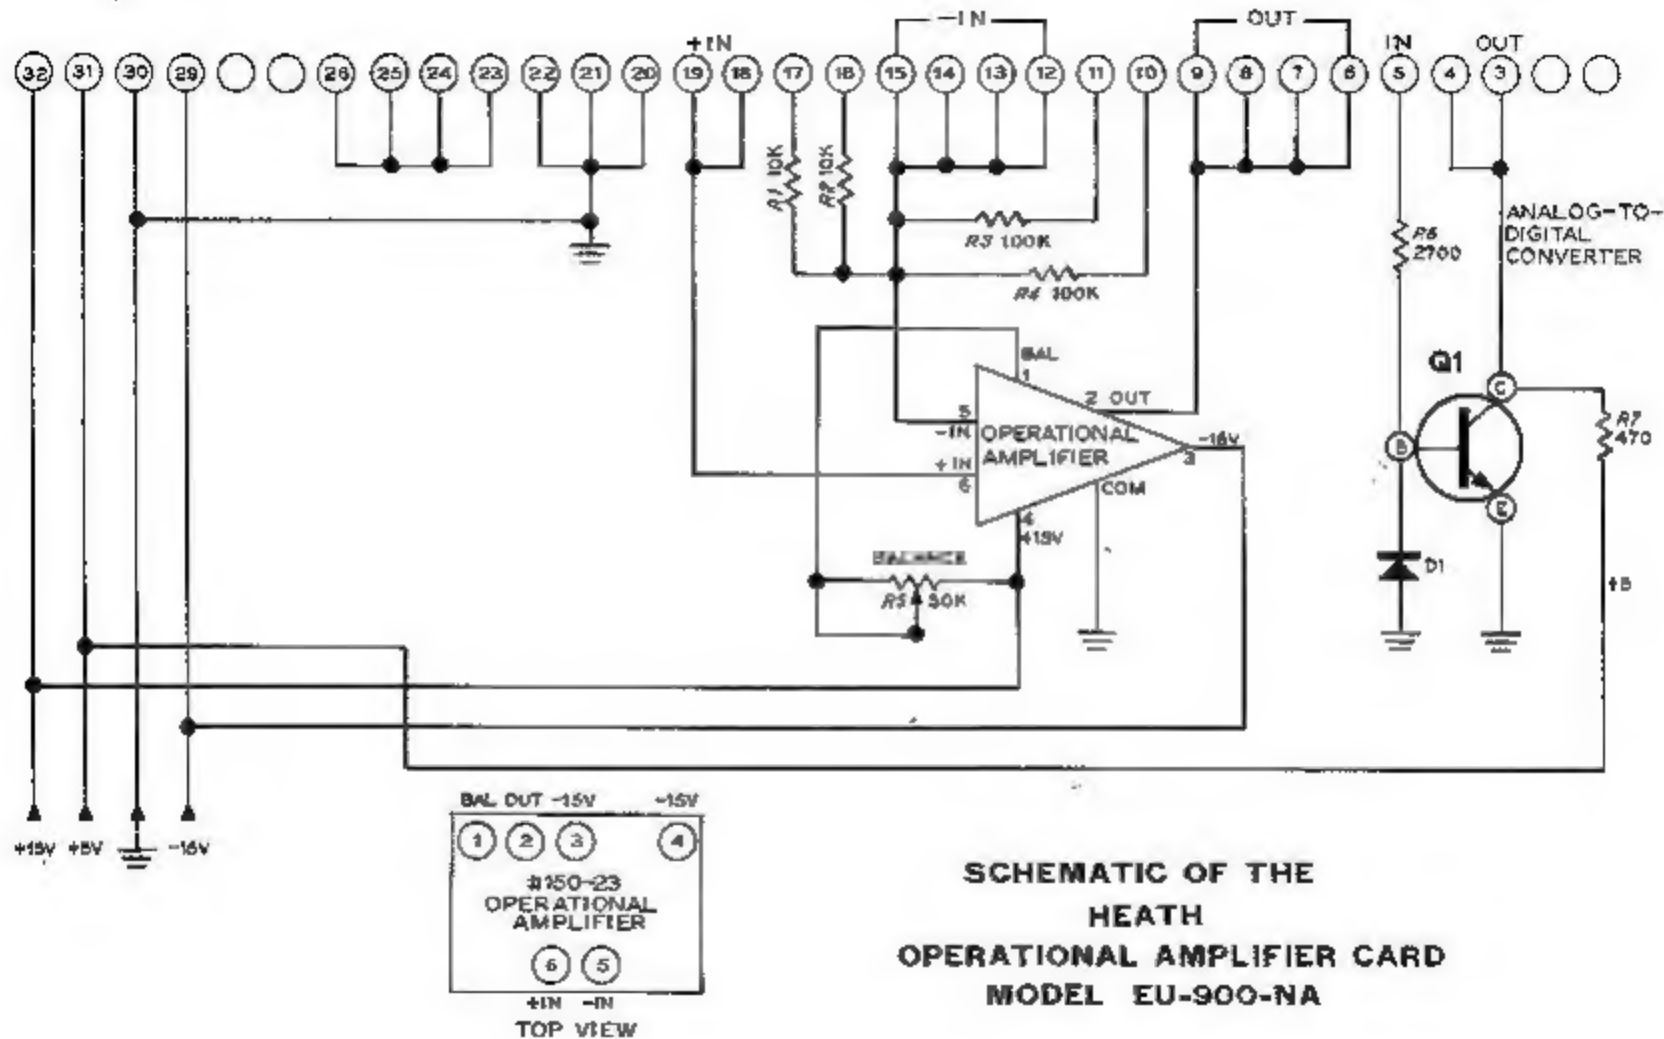 -IN
OUT
+IN
IN
OUT
32 31 30 29 26 25 24 23 22 21 20 19 18 17 16 15 14 13 12 11 10 9 8 7 6 5 4 3
R1 10K
R2 10K
R3 100K
R4 100K
R6
2700
ANALOG-TO-
DIGITAL
CONVERTER
BAL
1
2 OUT
Q1
C
5
-IN
OPERATIONAL
AMPLIFIER
-15V
3
B
R7
470
+IN
6
COM
E
4
+15V
BALANCE
R5 50K
D1
+5
+15V +5V -15V
BAL OUT -15V -15V
1 2 3 4
#150-23
OPERATIONAL
AMPLIFIER
6 5
+IN -IN
TOP VIEW
SCHEMATIC OF THE
HEATH
OPERATIONAL AMPLIFIER CARD
MODEL EU-900-NA